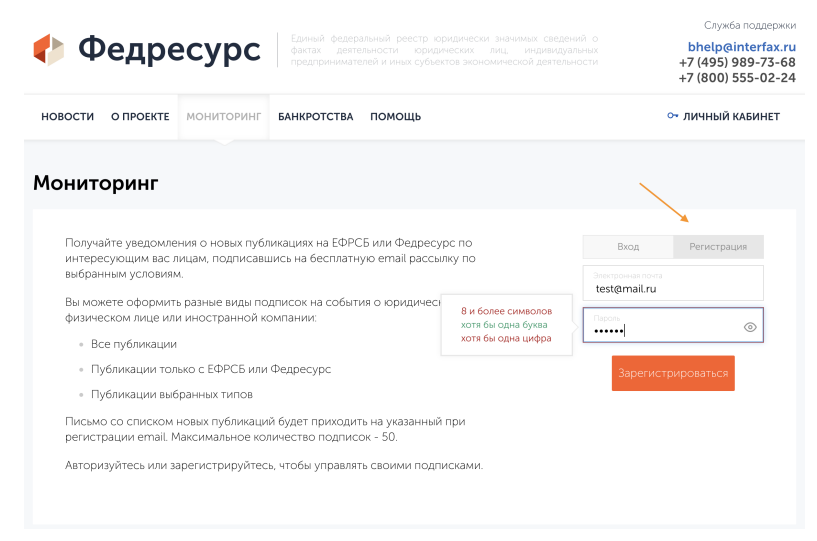 Служба поддержки
Федресурс
Единый федеральный реестр юридически значимых сведений о
фактах деятельности юридических лиц, индивидуальных
предпринимателей и иных субъектов экономической деятельности
bhelp@interfax.ru
+7 (495) 989-73-68
+7 (800) 555-02-24
НОВОСТИ О ПРОЕКТЕ МОНИТОРИНГ БАНКРОТСТВА ПОМОЩЬ ЛИЧНЫЙ КАБИНЕТ
Мониторинг
Получайте уведомления о новых публикациях на ЕФРСБ или Федресурс по
интересующим вас лицам, подписавшись на бесплатную email рассылку по
выбранным условиям.
Вы можете оформить разные виды подписок на события о
физическом лице или иностранной компании:
Все публикации
Публикации только с ЕФРСБ или Федресурс
Публикации выбранных типов
Письмо со списком новых публикаций будет приходить на указанный при
регистрации email. Максимальное количество подписок - 50.
Авторизуйтесь или зарегистрируйтесь, чтобы управлять своими подписками.
8 и более символов
хотя бы одна буква
хотя бы одна цифра
Вход Регистрация
Электронная почта
test@mail.ru
Пароль
••••••
Зарегистрироваться